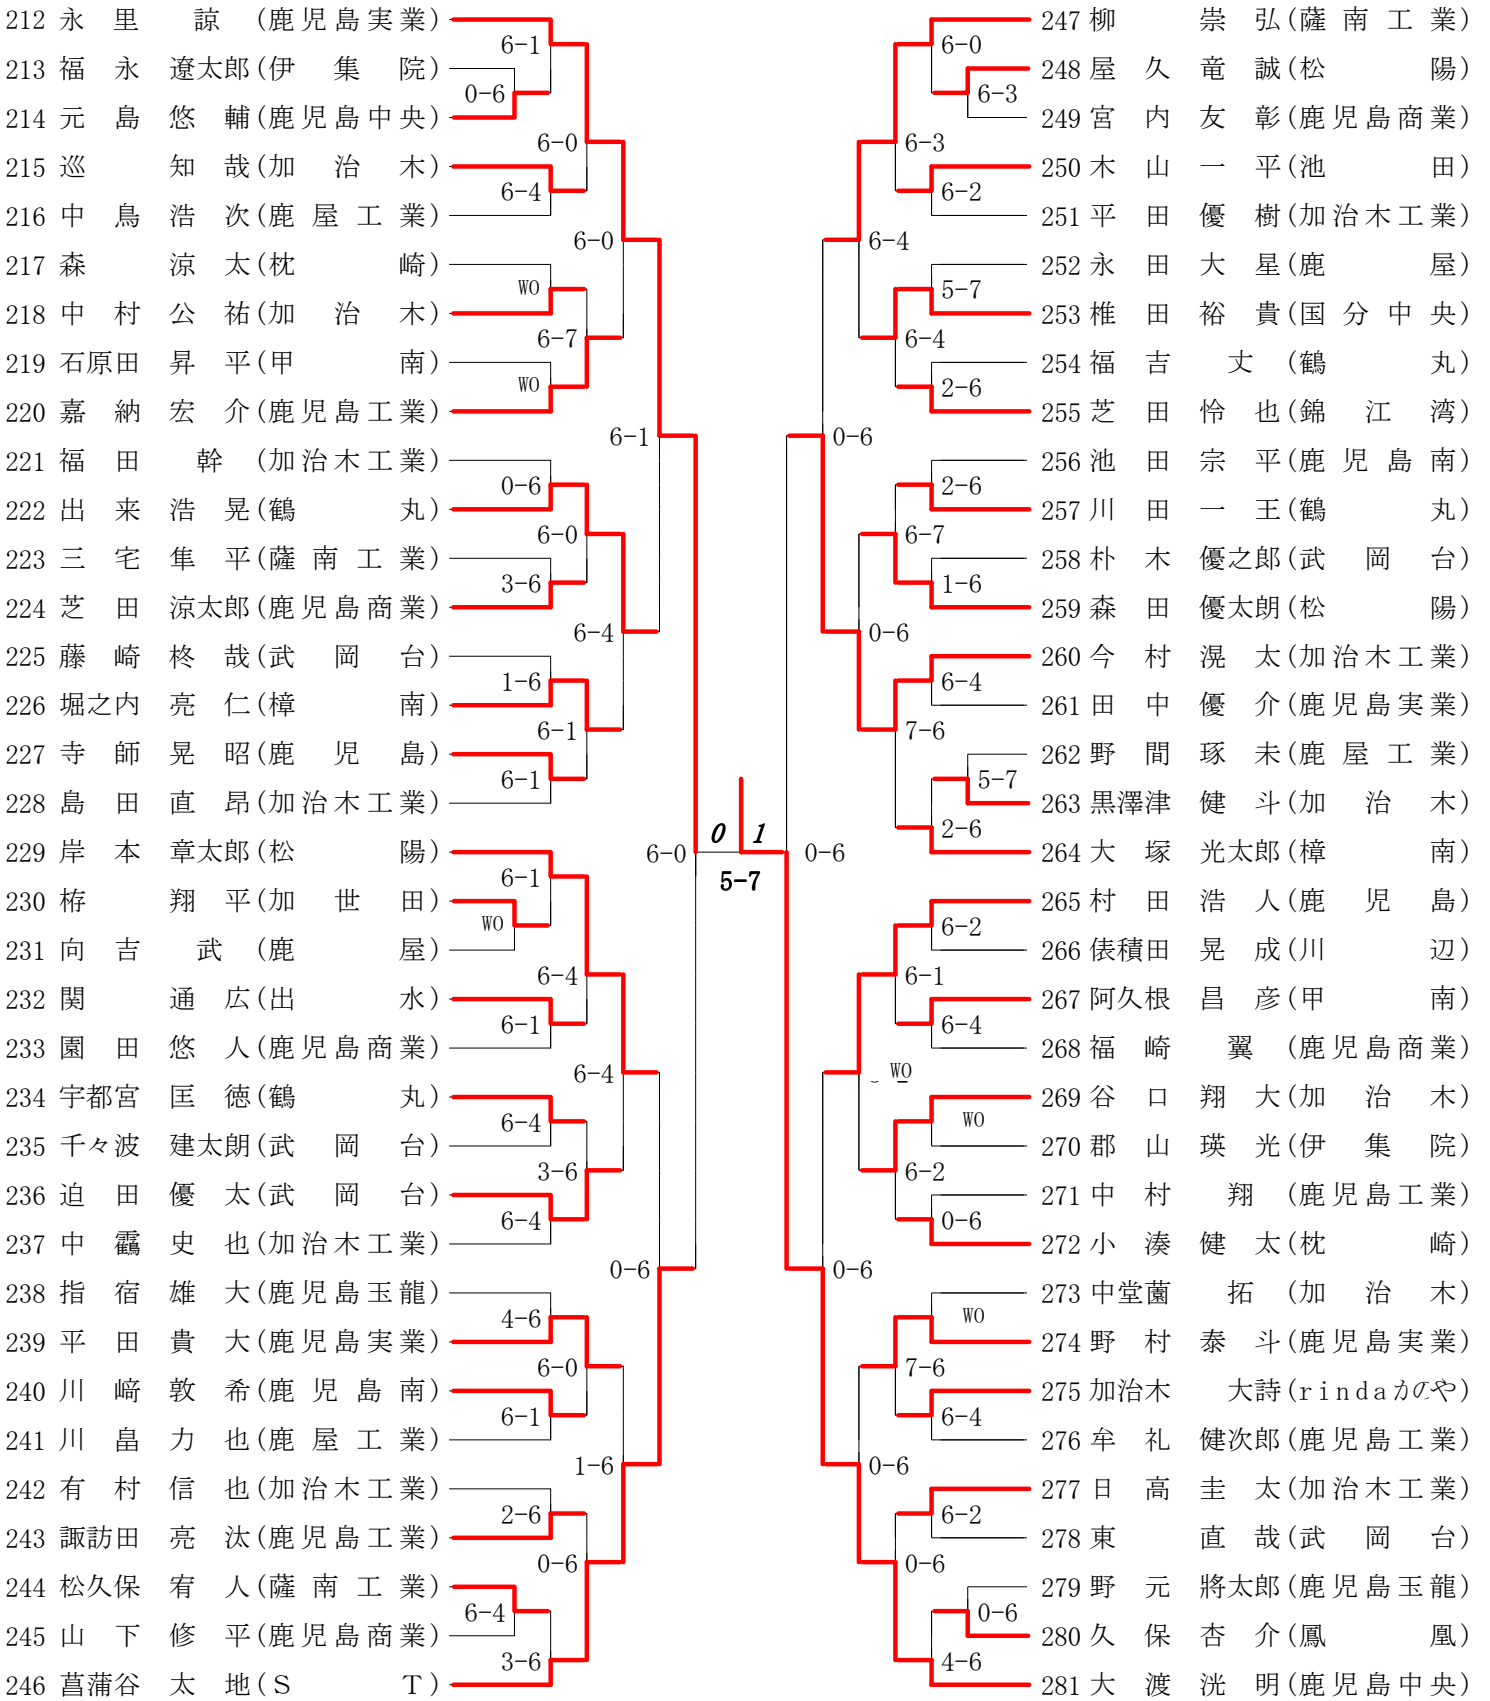 212 永里 諒 (鹿児島実業)
6-1
213 福永 遼太郎 (伊集院)
0-6
214 元島 悠輔 (鹿児島中央)
6-0
215 巡 知哉 (加治木)
6-4
216 中鳥 浩次 (鹿屋工業)
6-0
217 森 涼太 (枕崎)
WO
218 中村 公祐 (加治木)
6-7
219 石原田 昇平 (甲南)
WO
220 嘉納 宏介 (鹿児島工業)
6-1
221 福田 幹 (加治木工業)
0-6
222 出来 浩晃 (鶴丸)
6-0
223 三宅 隼平 (薩南工業)
3-6
224 芝田 涼太郎 (鹿児島商業)
6-4
225 藤崎 柊哉 (武岡台)
1-6
226 堀之内 亮仁 (樟南)
6-1
227 寺師 晃昭 (鹿児島)
6-1
228 島田 直昂 (加治木工業)
6-0
229 岸本 章太郎 (松陽)
6-1
230 栫 翔平 (加世田)
WO
231 向吉 武 (鹿屋)
6-4
232 関 通広 (出水)
6-1
233 園田 悠人 (鹿児島商業)
6-4
234 宇都宮 匡徳 (鶴丸)
6-4
235 千々波 建太朗 (武岡台)
3-6
236 迫田 優太 (武岡台)
6-4
237 中靍 史也 (加治木工業)
0-6
238 指宿 雄大 (鹿児島玉龍)
4-6
239 平田 貴大 (鹿児島実業)
6-0
240 川﨑 敦希 (鹿児島南)
6-1
241 川畠 力也 (鹿屋工業)
1-6
242 有村 信也 (加治木工業)
2-6
243 諏訪田 亮汰 (鹿児島工業)
0-6
244 松久保 宥人 (薩南工業)
6-4
245 山下 修平 (鹿児島商業)
3-6
246 菖蒲谷 太地 (ST)
0 1
5-7
247 柳 崇弘 (薩南工業)
6-0
248 屋久 竜誠 (松陽)
6-3
249 宮内 友彰 (鹿児島商業)
6-3
250 木山 一平 (池田)
6-2
251 平田 優樹 (加治木工業)
6-4
252 永田 大星 (鹿屋)
5-7
253 椎田 裕貴 (国分中央)
6-4
254 福吉 丈 (鶴丸)
2-6
255 芝田 怜也 (錦江湾)
0-6
256 池田 宗平 (鹿児島南)
2-6
257 川田 一王 (鶴丸)
6-7
258 朴木 優之郎 (武岡台)
1-6
259 森田 優太朗 (松陽)
0-6
260 今村 滉太 (加治木工業)
6-4
261 田中 優介 (鹿児島実業)
7-6
262 野間 琢未 (鹿屋工業)
5-7
263 黒澤津 健斗 (加治木)
2-6
264 大塚 光太郎 (樟南)
0-6
265 村田 浩人 (鹿児島)
6-2
266 俵積田 晃成 (川辺)
6-1
267 阿久根 昌彦 (甲南)
6-4
268 福崎 翼 (鹿児島商業)
WO
269 谷口 翔大 (加治木)
WO
270 郡山 瑛光 (伊集院)
6-2
271 中村 翔 (鹿児島工業)
0-6
272 小湊 健太 (枕崎)
0-6
273 中堂薗 拓 (加治木)
WO
274 野村 泰斗 (鹿児島実業)
7-6
275 加治木 大詩 (rindaかのや)
6-4
276 牟礼 健次郎 (鹿児島工業)
0-6
277 日高 圭太 (加治木工業)
6-2
278 東 直哉 (武岡台)
0-6
279 野元 將太郎 (鹿児島玉龍)
0-6
280 久保 杏介 (鳳凰)
4-6
281 大渡 洸明 (鹿児島中央)